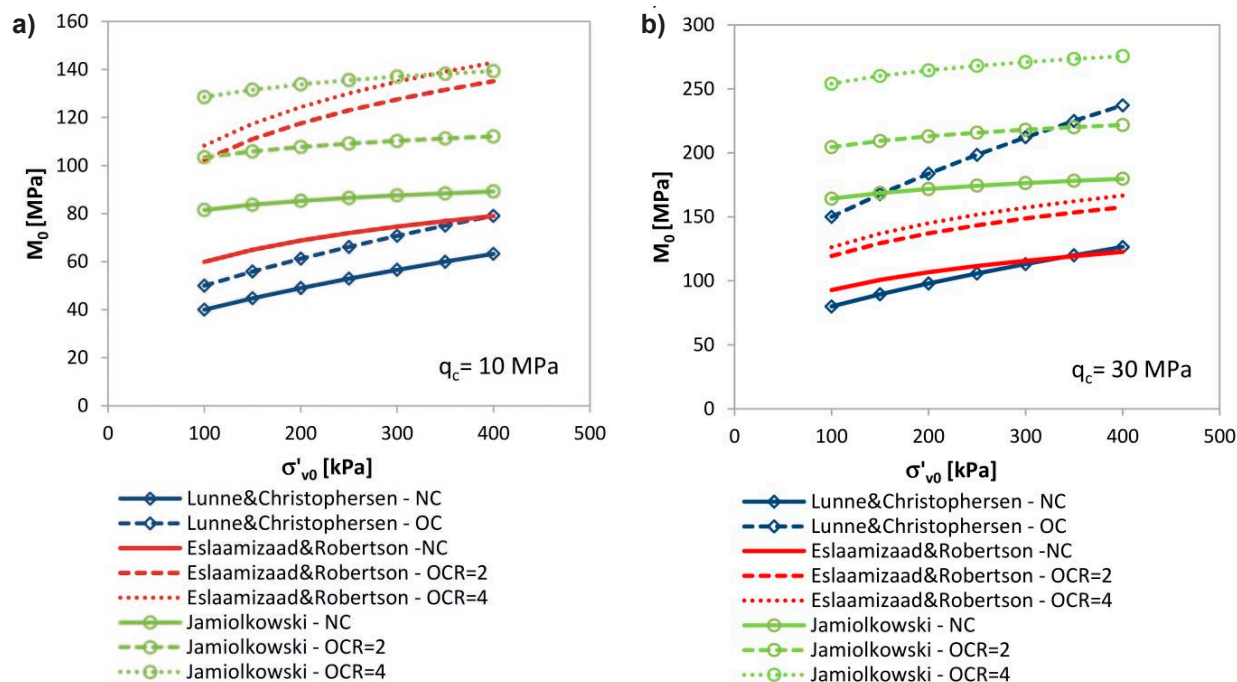 a)
160
140
120
100
80
60
40
20
0
M0 [MPa]
qc= 10 MPa
0 100 200 300 400 500
σ'v0 [kPa]
Lunne&Christophersen - NC
Lunne&Christophersen - OC
Eslaamizaad&Robertson -NC
Eslaamizaad&Robertson - OCR=2
Eslaamizaad&Robertson - OCR=4
Jamiolkowski - NC
Jamiolkowski - OCR=2
Jamiolkowski - OCR=4
b)
300
250
200
150
100
50
0
M0 [MPa]
qc= 30 MPa
0 100 200 300 400 500
σ'v0 [kPa]
Lunne&Christophersen - NC
Lunne&Christophersen - OC
Eslaamizaad&Robertson -NC
Eslaamizaad&Robertson - OCR=2
Eslaamizaad&Robertson - OCR=4
Jamiolkowski - NC
Jamiolkowski - OCR=2
Jamiolkowski - OCR=4